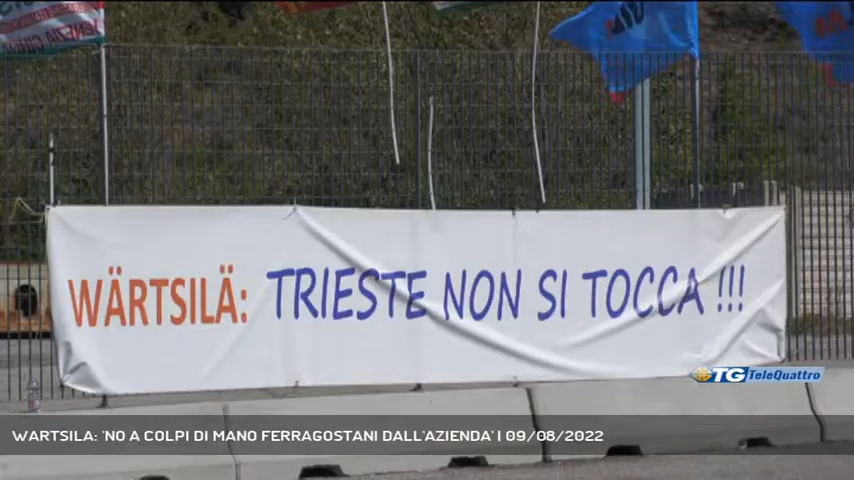 WÄRTSILÄ: TRIESTE NON SI TOCCA !!!
TG TeleQuattro
WARTSILA: 'NO A COLPI DI MANO FERRAGOSTANI DALL'AZIENDA' | 09/08/2022